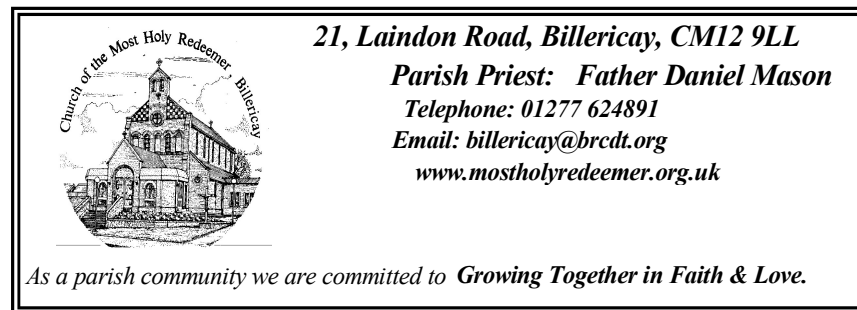 Church of the Most Holy Redeemer, Billericay
21, Laindon Road, Billericay, CM12 9LL
Parish Priest: Father Daniel Mason
Telephone: 01277 624891
Email: billericay@brcdt.org
www.mostholyredeemer.org.uk
As a parish community we are committed to Growing Together in Faith & Love.